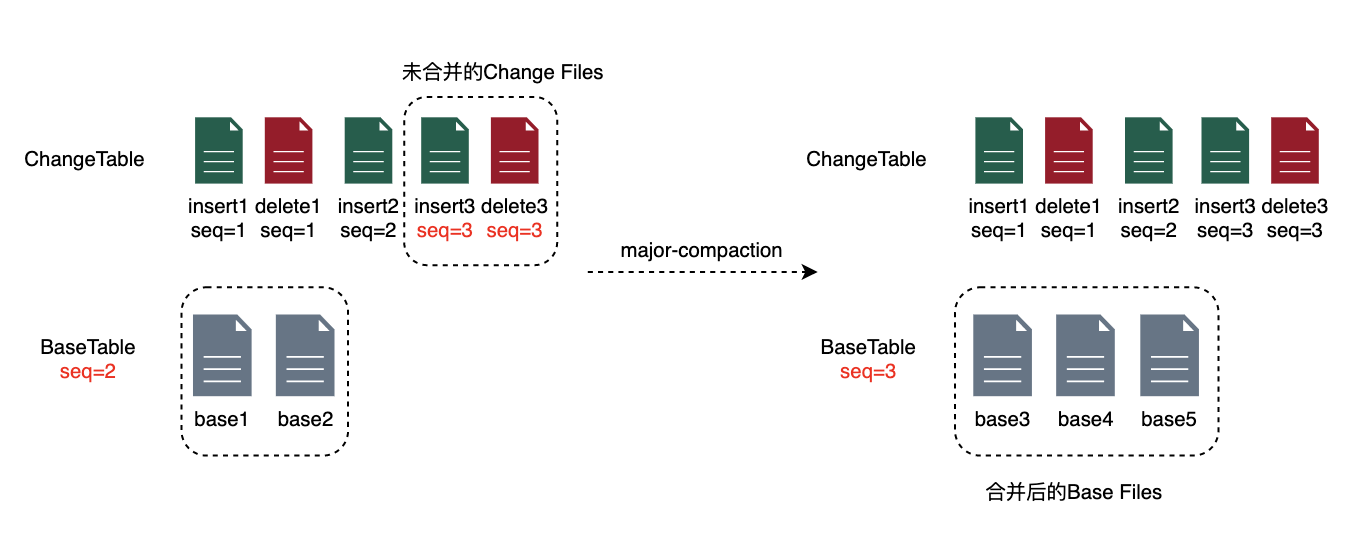 未合并的Change Files
ChangeTable
insert1 delete1 insert2 insert3 delete3
seq=1 seq=1 seq=2 seq=3 seq=3
major-compaction
BaseTable
seq=2
base1 base2
ChangeTable
insert1 delete1 insert2 insert3 delete3
seq=1 seq=1 seq=2 seq=3 seq=3
BaseTable
seq=3
base3 base4 base5
合并后的Base Files